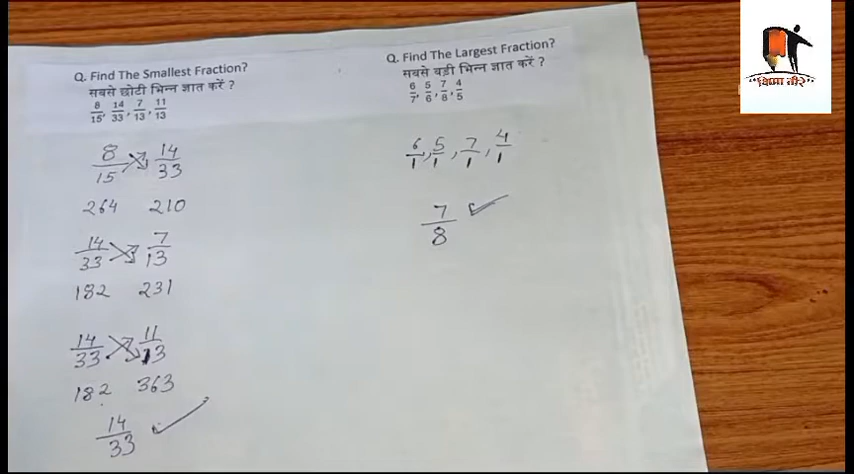 Q. Find The Smallest Fraction?
सबसे छोटी भिन्न ज्ञात करें ?
8/15, 14/33, 7/13, 11/13
8/15 14/33
264 210
14/33 7/13
182 231
14/33 11/13
182 363
14/33
Q. Find The Largest Fraction?
सबसे बड़ी भिन्न ज्ञात करें ?
6/7, 5/6, 7/8, 4/5
6/1, 5/1, 7/1, 4/1
7/8